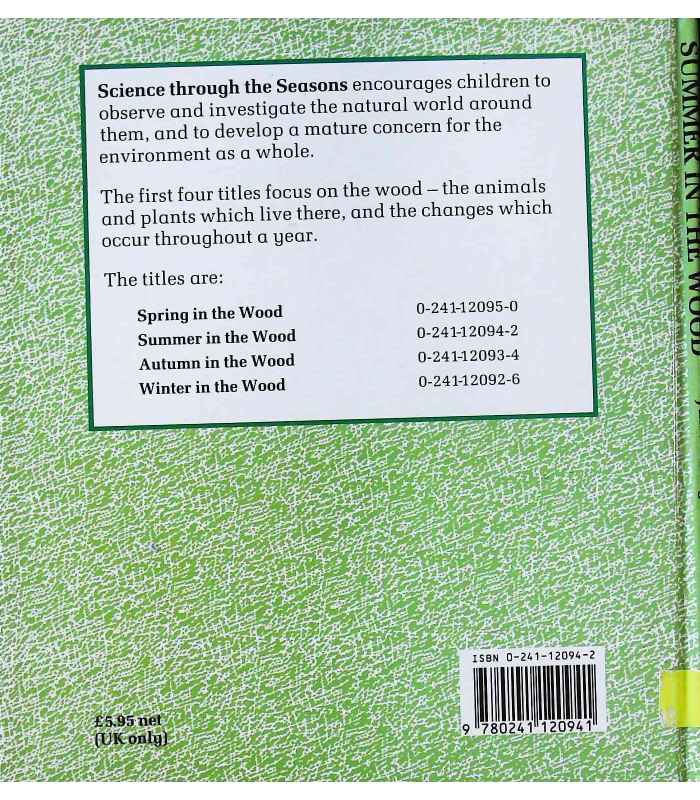 Science through the Seasons encourages children to
observe and investigate the natural world around
them, and to develop a mature concern for the
environment as a whole.
The first four titles focus on the wood – the animals
and plants which live there, and the changes which
occur throughout a year.
The titles are:
Spring in the Wood 0-241-12095-0
Summer in the Wood 0-241-12094-2
Autumn in the Wood 0-241-12093-4
Winter in the Wood 0-241-12092-6
£5.95 net
(UK only)
ISBN 0-241-12094-2
9 780241 120941
SUMMER IN THE WOOD